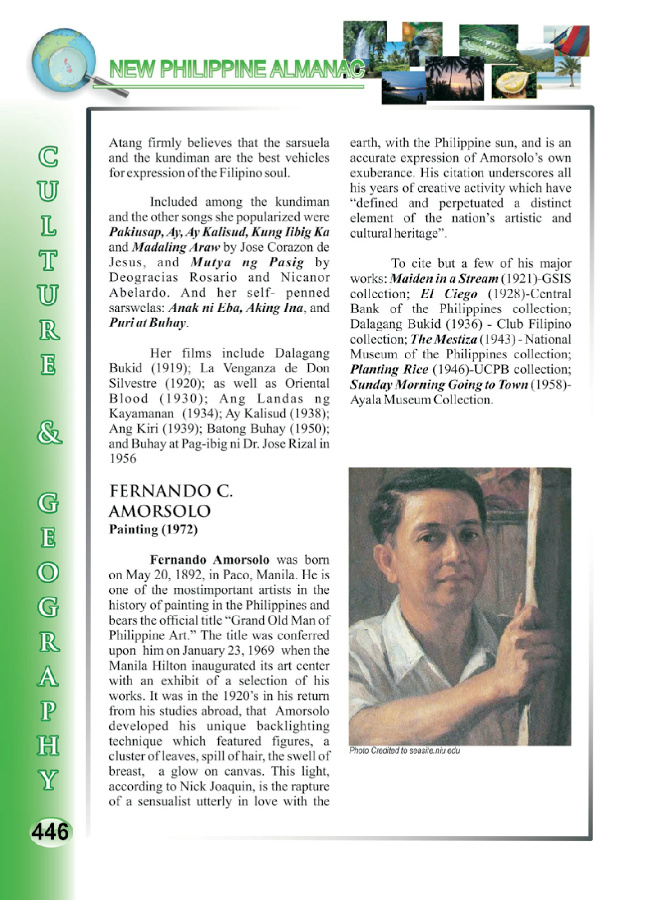 NEW PHILIPPINE ALMANAC
CULTURE & GEOGRAPHY
Atang firmly believes that the sarsuela
and the kundiman are the best vehicles
for expression of the Filipino soul.
Included among the kundiman
and the other songs she popularized were
Pakiusap, Ay, Ay Kalisud, Kung Iibig Ka
and Madaling Araw by Jose Corazon de
Jesus, and Mutya ng Pasig by
Deogracias Rosario and Nicanor
Abelardo. And her self- penned
sarswelas: Anak ni Eba, Aking Ina, and
Puri at Buhay.
Her films include Dalagang
Bukid (1919); La Venganza de Don
Silvestre (1920); as well as Oriental
Blood (1930); Ang Landas ng
Kayamanan (1934); Ay Kalisud (1938);
Ang Kiri (1939); Batong Buhay (1950);
and Buhay at Pag-ibig ni Dr. Jose Rizal in
1956
FERNANDO C.
AMORSOLO
Painting (1972)
Fernando Amorsolo was born
on May 20, 1892, in Paco, Manila. He is
one of the mostimportant artists in the
history of painting in the Philippines and
bears the official title “Grand Old Man of
Philippine Art.” The title was conferred
upon him on January 23, 1969 when the
Manila Hilton inaugurated its art center
with an exhibit of a selection of his
works. It was in the 1920’s in his return
from his studies abroad, that Amorsolo
developed his unique backlighting
technique which featured figures, a
cluster of leaves, spill of hair, the swell of
breast, a glow on canvas. This light,
according to Nick Joaquin, is the rapture
of a sensualist utterly in love with the
earth, with the Philippine sun, and is an
accurate expression of Amorsolo’s own
exuberance. His citation underscores all
his years of creative activity which have
“defined and perpetuated a distinct
element of the nation’s artistic and
cultural heritage”.
To cite but a few of his major
works: Maiden in a Stream (1921)-GSIS
collection; El Ciego (1928)-Central
Bank of the Philippines collection;
Dalagang Bukid (1936) - Club Filipino
collection; The Mestiza (1943) - National
Museum of the Philippines collection;
Planting Rice (1946)-UCPB collection;
Sunday Morning Going to Town (1958)-
Ayala Museum Collection.
Photo Credited to seasite.niu.edu
446